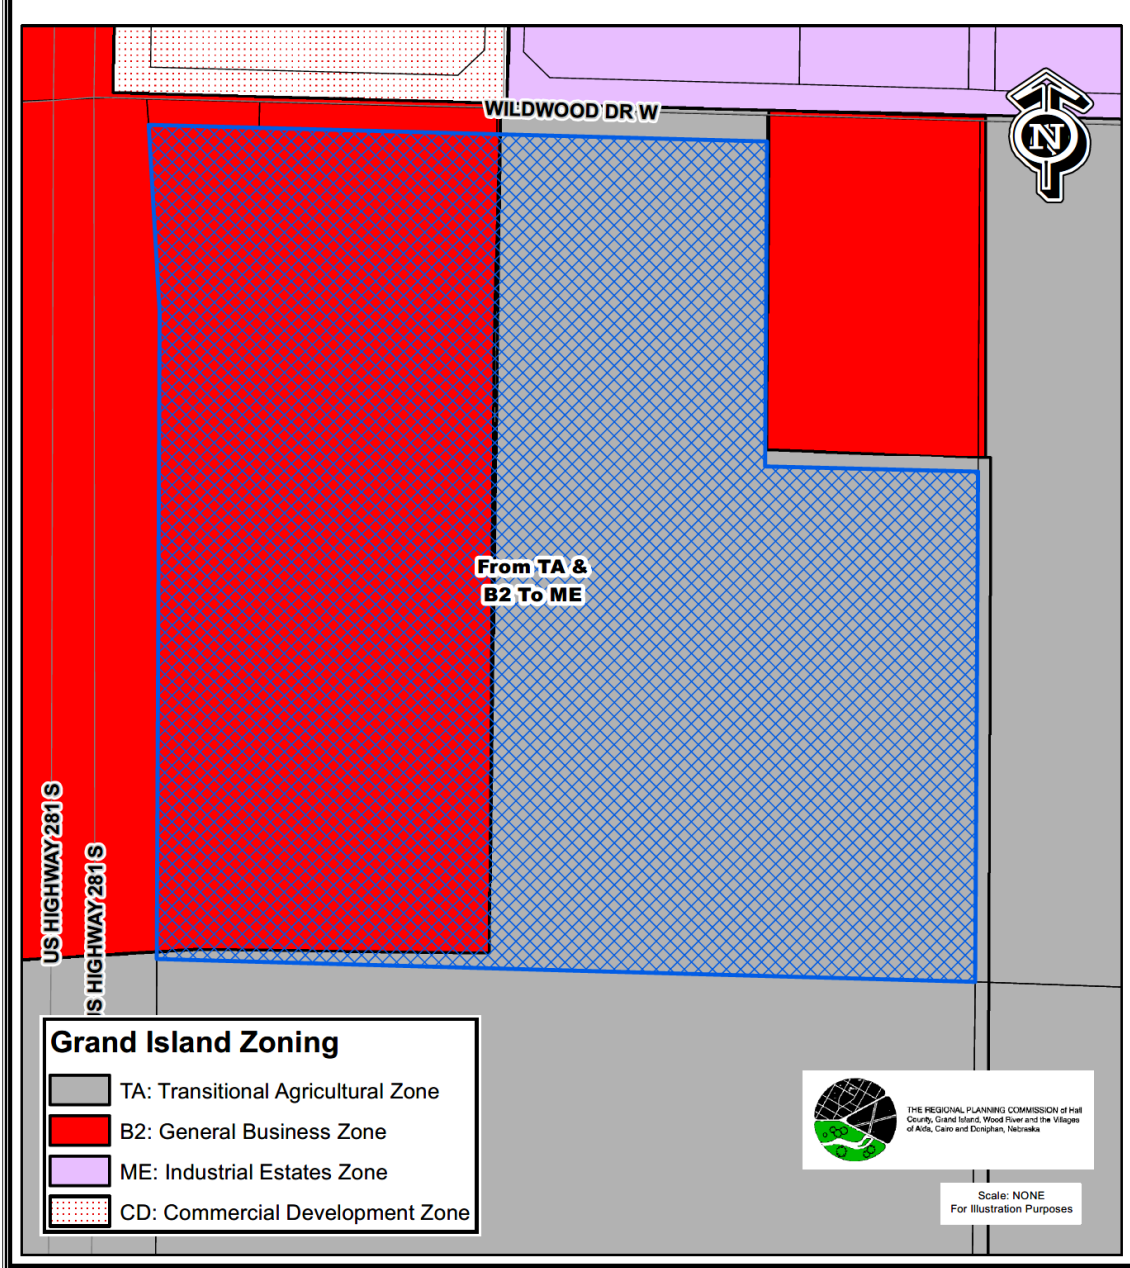 WILDWOOD DR W
N
From TA &
B2 To ME
US HIGHWAY 281 S
US HIGHWAY 281 S
Grand Island Zoning
TA: Transitional Agricultural Zone
B2: General Business Zone
ME: Industrial Estates Zone
CD: Commercial Development Zone
THE REGIONAL PLANNING COMMISSION of Hall
County, Grand Island, Wood River and the Villages
of Alda, Cairo and Doniphan, Nebraska
Scale: NONE
For Illustration Purposes